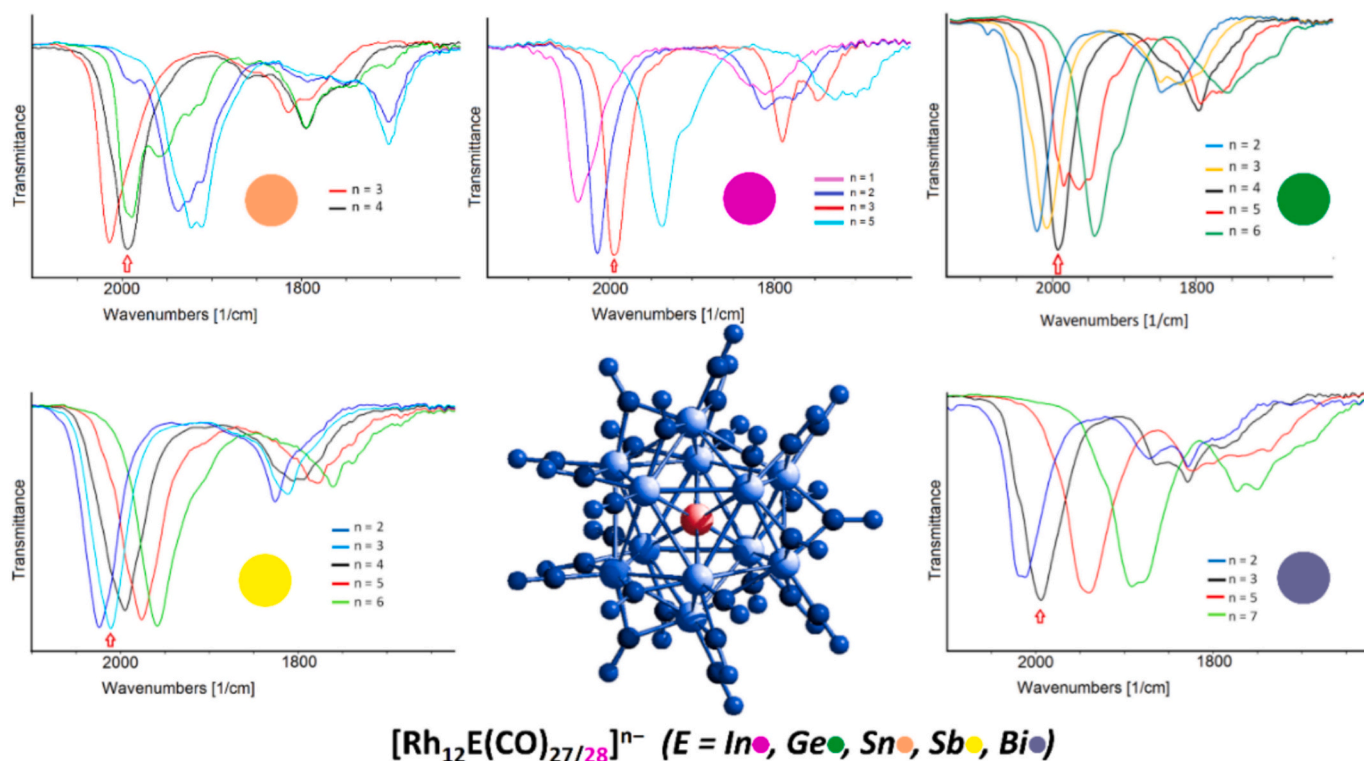 Transmittance
n = 3
n = 4
2000 1800
Wavenumbers [1/cm]
Transmittance
n = 1
n = 2
n = 3
n = 5
2000 1800
Wavenumbers [1/cm]
Transmittance
n = 2
n = 3
n = 4
n = 5
n = 6
2000 1800
Wavenumbers [1/cm]
Transmittance
n = 2
n = 3
n = 4
n = 5
n = 6
2000 1800
Wavenumbers [1/cm]
Transmittance
n = 2
n = 3
n = 5
n = 7
2000 1800
Wavenumbers [1/cm]
[Rh₁₂E(CO)₂₇/₂₈]ⁿ⁻ (E = In●, Ge●, Sn●, Sb●, Bi●)